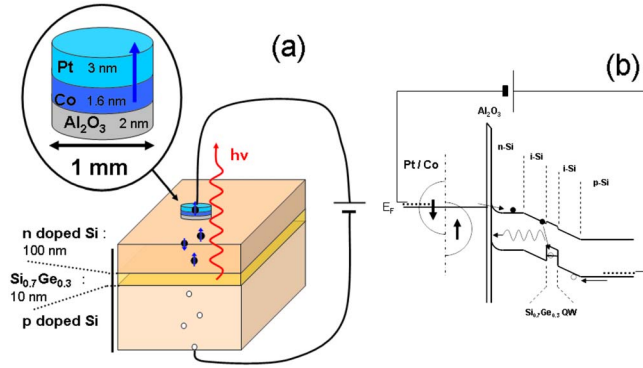 (a)
Pt 3 nm
Co 1.6 nm
Al₂O₃ 2 nm
1 mm
hν
n doped Si :
100 nm
Si₀.₇Ge₀.₃ :
10 nm
p doped Si
(b)
Al₂O₃
n-Si
i-Si
i-Si
p-Si
Pt / Co
E_F
Si₀.₇Ge₀.₃ QW